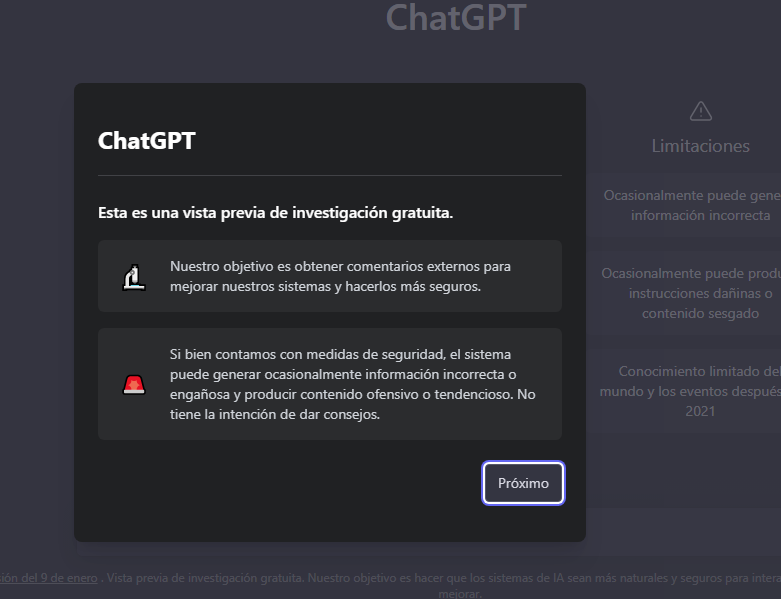 ChatGPT
ChatGPT
Esta es una vista previa de investigación gratuita.
Nuestro objetivo es obtener comentarios externos para
mejorar nuestros sistemas y hacerlos más seguros.
Si bien contamos con medidas de seguridad, el sistema
puede generar ocasionalmente información incorrecta o
engañosa y producir contenido ofensivo o tendencioso. No
tiene la intención de dar consejos.
Próximo
Limitaciones
Ocasionalmente puede gene
información incorrecta
Ocasionalmente puede produ
instrucciones dañinas o
contenido sesgado
Conocimiento limitado del
mundo y los eventos después
2021
sión del 9 de enero . Vista previa de investigación gratuita. Nuestro objetivo es hacer que los sistemas de IA sean más naturales y seguros para intera
mejorar.